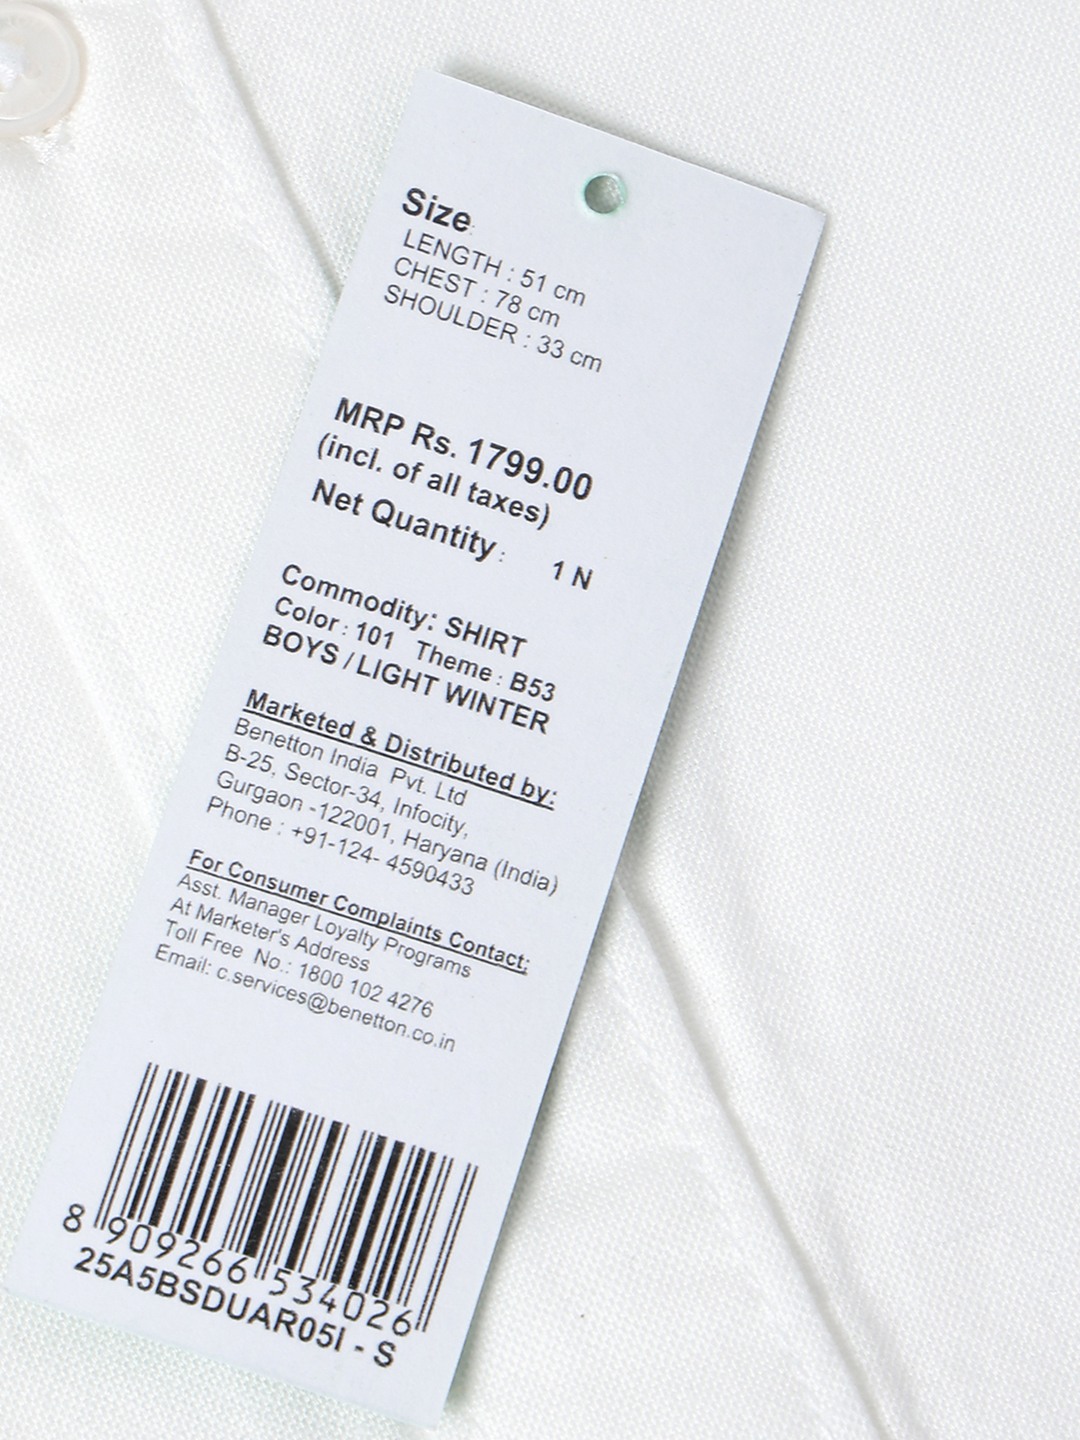 Size
LENGTH : 51 cm
CHEST : 78 cm
SHOULDER : 33 cm
MRP Rs. 1799.00
(incl. of all taxes)
Net Quantity : 1 N
Commodity: SHIRT
Color : 101 Theme : B53
BOYS / LIGHT WINTER
Marketed & Distributed by:
Benetton India Pvt. Ltd
B-25, Sector-34, Infocity,
Gurgaon -122001, Haryana (India)
Phone : +91-124- 4590433
For Consumer Complaints Contact:
Asst. Manager Loyalty Programs
At Marketer's Address
Toll Free No.: 1800 102 4276
Email: c.services@benetton.co.in
8 909266 534026
25A5BSDUAR05I - S